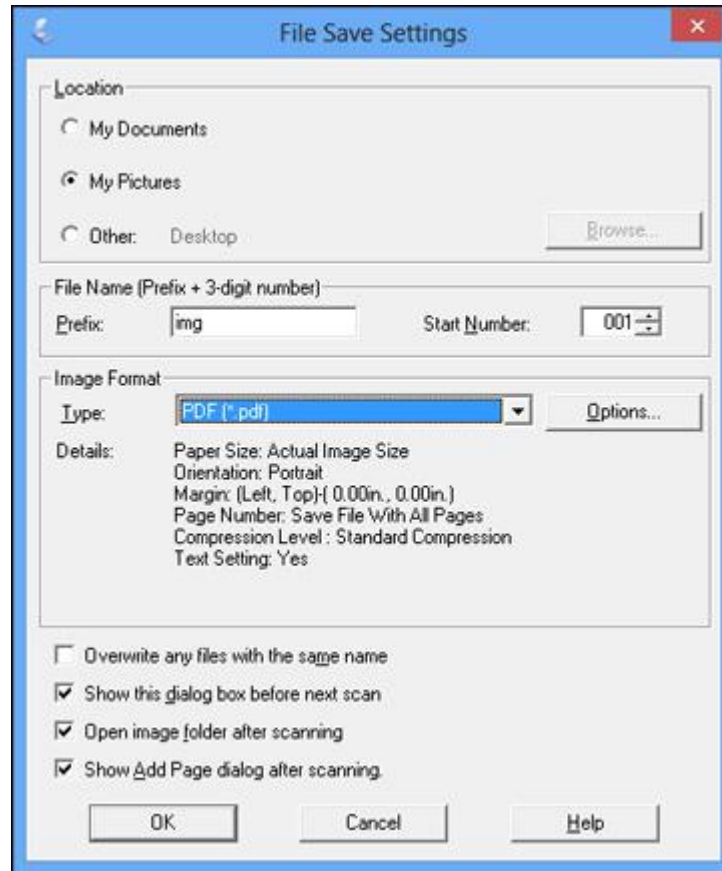 File Save Settings
Location
My Documents
My Pictures
Other: Desktop Browse...
File Name (Prefix + 3-digit number)
Prefix: img Start Number: 001
Image Format
Type: PDF (*.pdf) Options...
Details: Paper Size: Actual Image Size
Orientation: Portrait
Margin: (Left, Top)-( 0.00in., 0.00in.)
Page Number: Save File With All Pages
Compression Level : Standard Compression
Text Setting: Yes
Overwrite any files with the same name
Show this dialog box before next scan
Open image folder after scanning
Show Add Page dialog after scanning.
OK Cancel Help